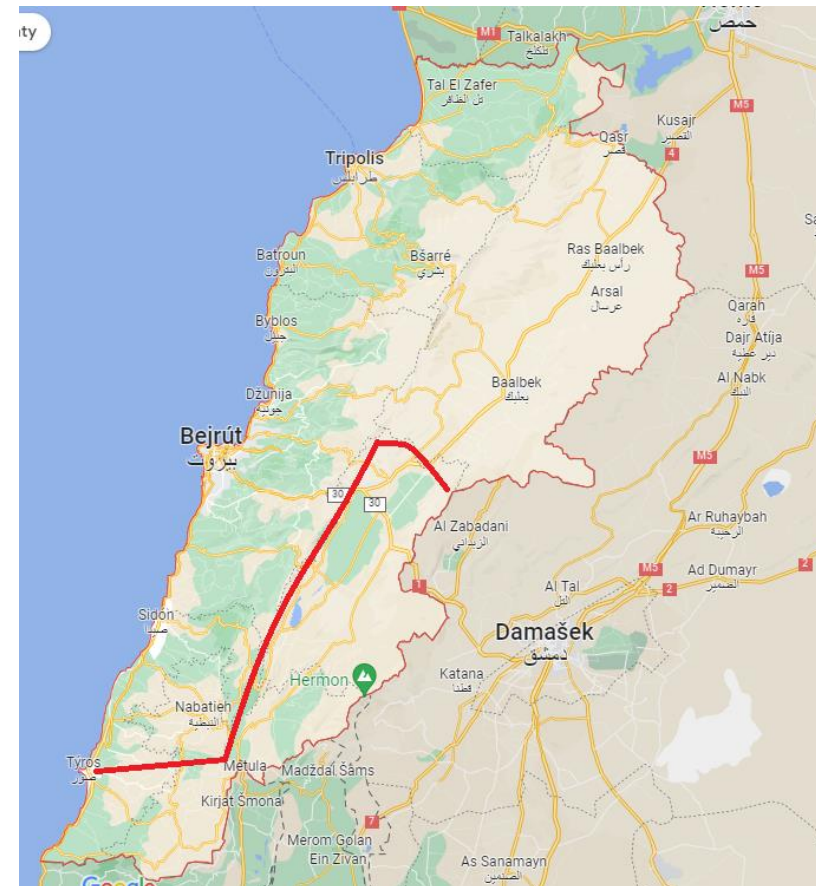 nty
حمص
M1
Talkalakh
تلكلخ
Tal El Zafer
تل الظافر
M5
Kusajr
القصير
Qasr
قصر
4
Tripolis
طرابلس
Batroun
البترون
Bšarré
بشري
Ras Baalbek
رأس بعلبك
Arsal
عرسال
M5
Qarah
قارة
Dajr Atíja
دير عطية
Byblos
جبيل
Al Nabk
النبك
Baalbek
بعلبك
Džunija
جونية
Bejrút
بيروت
M5
30
30
Al Zabadani
الزبداني
Ar Ruhaybah
الرحيبة
M5
Ad Dumayr
الضمير
2
2
1
Al Tal
التل
Sidón
صيدا
Damašek
دمشق
Katana
قطنا
Hermon
Nabatieh
النبطية
Týros
صور
Metula
Madždal Šams
Kirjat Šmona
7
Merom Golan
Ein Zivan
As Sanamayn
الصنمين
Google